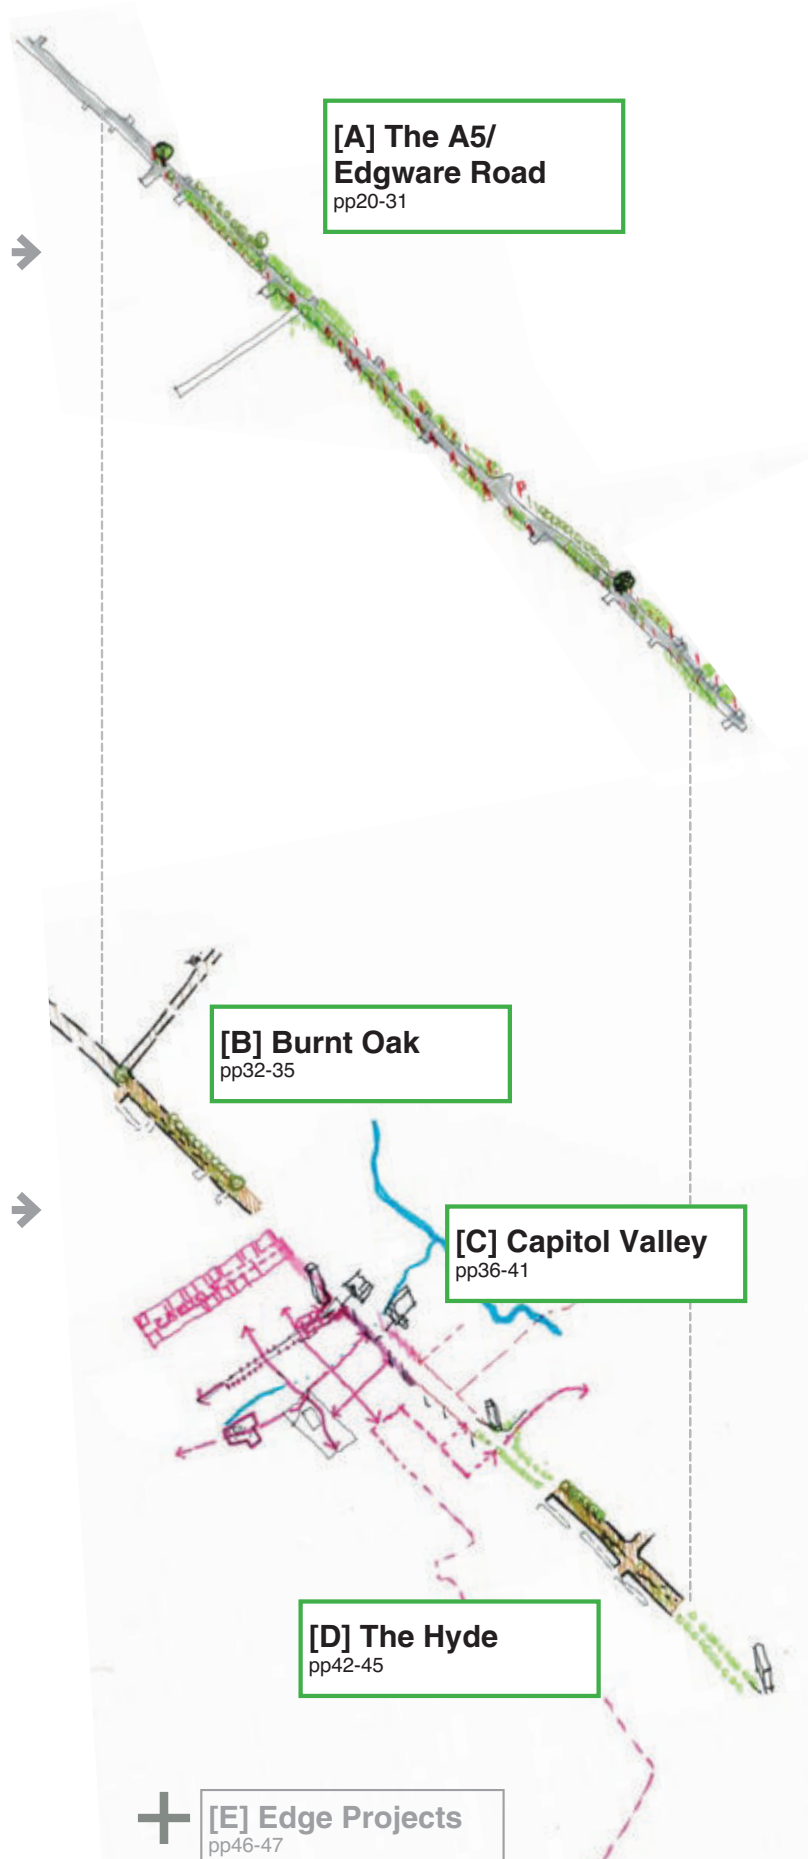 [A] The A5/
Edgware Road
pp20-31
[B] Burnt Oak
pp32-35
[C] Capitol Valley
pp36-41
[D] The Hyde
pp42-45
[E] Edge Projects
pp46-47